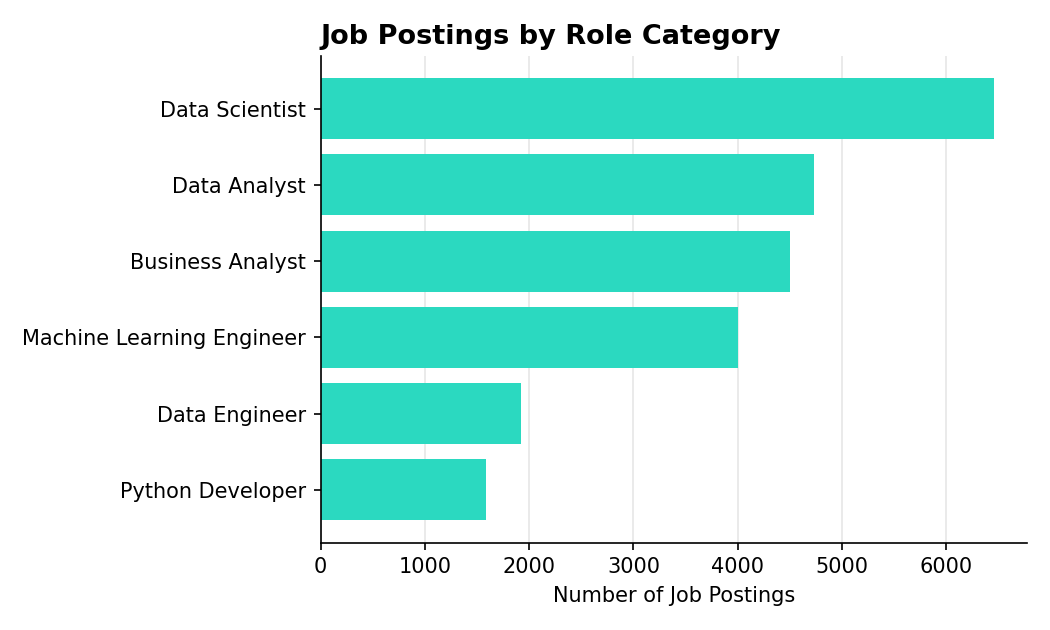 Job Postings by Role Category
Data Scientist
Data Analyst
Business Analyst
Machine Learning Engineer
Data Engineer
Python Developer
0 1000 2000 3000 4000 5000 6000
Number of Job Postings